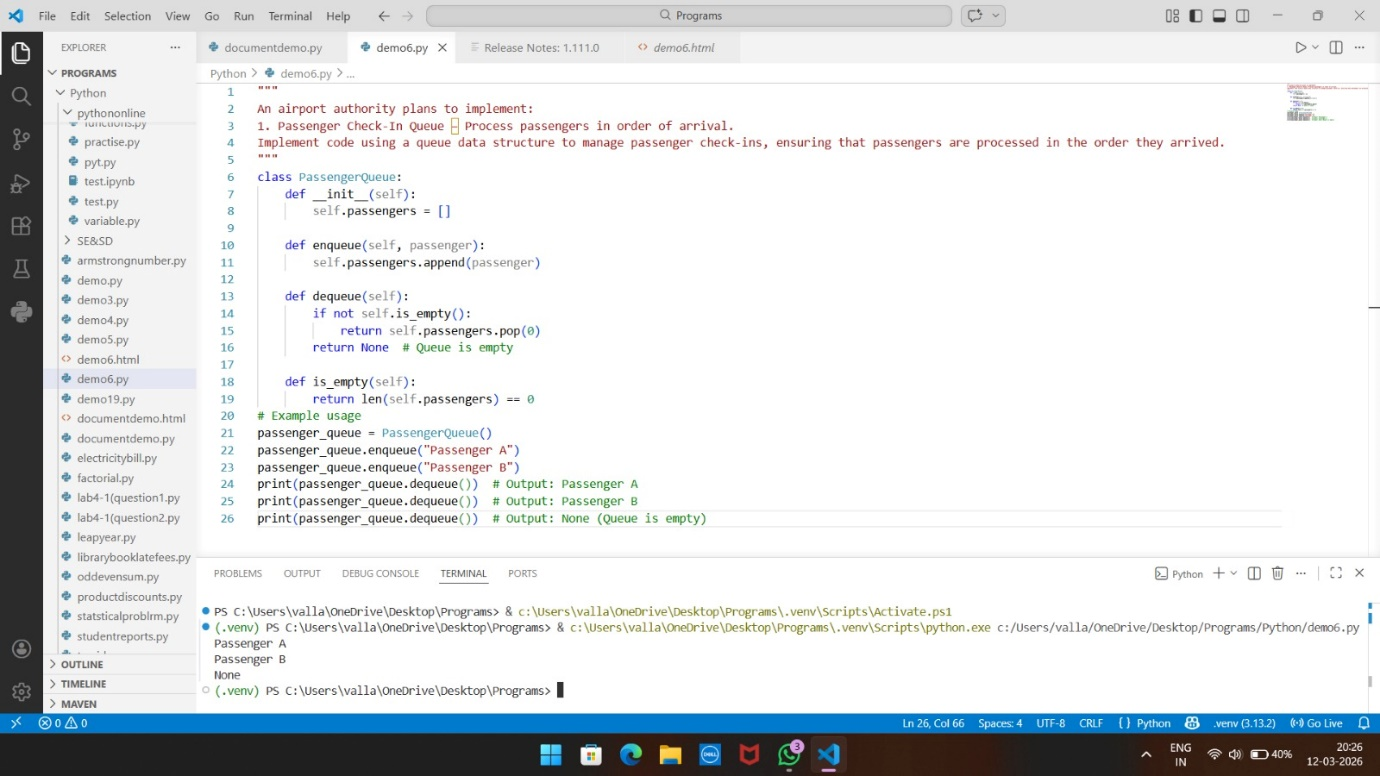 File Edit Selection View Go Run Terminal Help
Programs
EXPLORER
documentdemo.py
demo6.py
Release Notes: 1.111.0
demo6.html
PROGRAMS
Python
pythononline
functions.py
practise.py
pyt.py
test.ipynb
test.py
variable.py
SE&SD
armstrongnumber.py
demo.py
demo3.py
demo4.py
demo5.py
demo6.html
demo6.py
demo19.py
documentdemo.html
documentdemo.py
electricitybill.py
factorial.py
lab4-1(question1.py
lab4-1(question2.py
leapyear.py
librarybooklatefees.py
oddevensum.py
productdiscounts.py
statsticalproblrm.py
studentreports.py
OUTLINE
TIMELINE
MAVEN
Python > demo6.py > ...
1 """
2 An airport authority plans to implement:
3 1. Passenger Check-In Queue – Process passengers in order of arrival.
4 Implement code using a queue data structure to manage passenger check-ins, ensuring that passengers are processed in the order they arrived.
5 """
6 class PassengerQueue:
7     def __init__(self):
8         self.passengers = []
9
10     def enqueue(self, passenger):
11         self.passengers.append(passenger)
12
13     def dequeue(self):
14         if not self.is_empty():
15             return self.passengers.pop(0)
16         return None  # Queue is empty
17
18     def is_empty(self):
19         return len(self.passengers) == 0
20 # Example usage
21 passenger_queue = PassengerQueue()
22 passenger_queue.enqueue("Passenger A")
23 passenger_queue.enqueue("Passenger B")
24 print(passenger_queue.dequeue())  # Output: Passenger A
25 print(passenger_queue.dequeue())  # Output: Passenger B
26 print(passenger_queue.dequeue())  # Output: None (Queue is empty)
PROBLEMS OUTPUT DEBUG CONSOLE TERMINAL PORTS
Python
PS C:\Users\valla\OneDrive\Desktop\Programs> & c:\Users\valla\OneDrive\Desktop\Programs\.venv\Scripts\Activate.ps1
(.venv) PS C:\Users\valla\OneDrive\Desktop\Programs> & c:\Users\valla\OneDrive\Desktop\Programs\.venv\Scripts\python.exe c:/Users/valla/OneDrive/Desktop/Programs/Python/demo6.py
Passenger A
Passenger B
None
(.venv) PS C:\Users\valla\OneDrive\Desktop\Programs>
0 0
Ln 26, Col 66 Spaces: 4 UTF-8 CRLF { } Python .venv (3.13.2) Go Live
DELL
3
ENG
IN
40%
20:26
12-03-2026